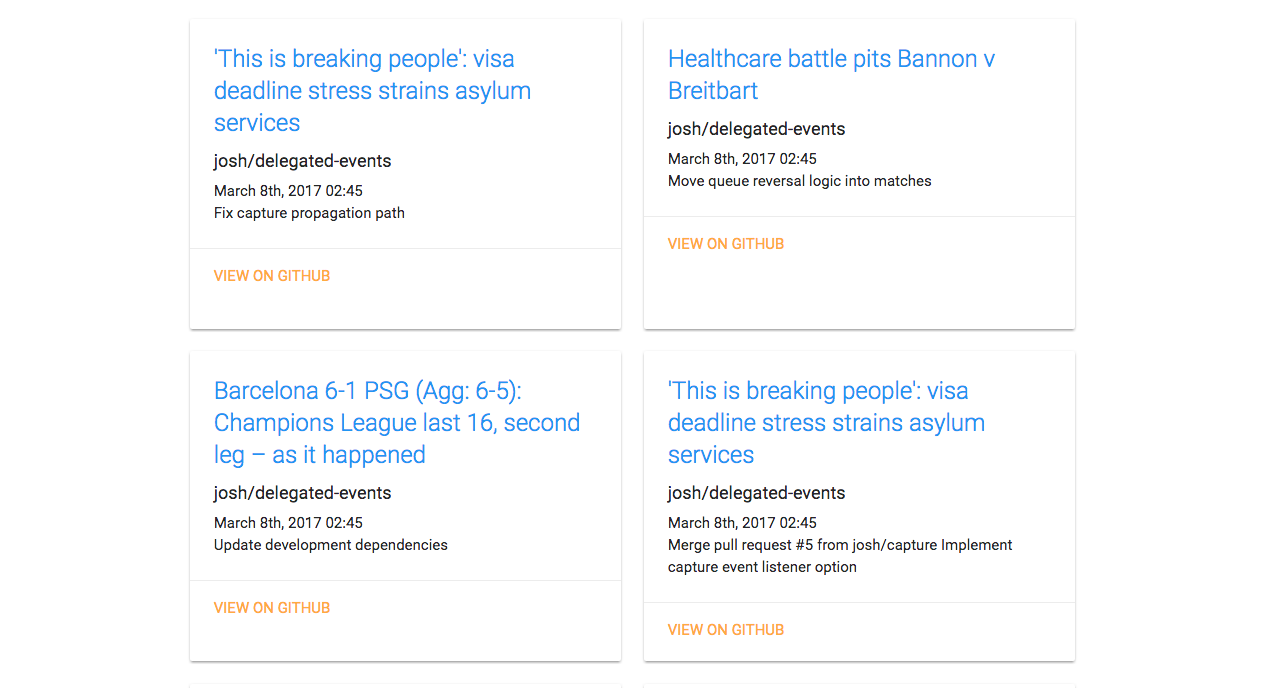 'This is breaking people': visa
deadline stress strains asylum
services
josh/delegated-events
March 8th, 2017 02:45
Fix capture propagation path
VIEW ON GITHUB
Healthcare battle pits Bannon v
Breitbart
josh/delegated-events
March 8th, 2017 02:45
Move queue reversal logic into matches
VIEW ON GITHUB
Barcelona 6-1 PSG (Agg: 6-5):
Champions League last 16, second
leg – as it happened
josh/delegated-events
March 8th, 2017 02:45
Update development dependencies
VIEW ON GITHUB
'This is breaking people': visa
deadline stress strains asylum
services
josh/delegated-events
March 8th, 2017 02:45
Merge pull request #5 from josh/capture Implement
capture event listener option
VIEW ON GITHUB